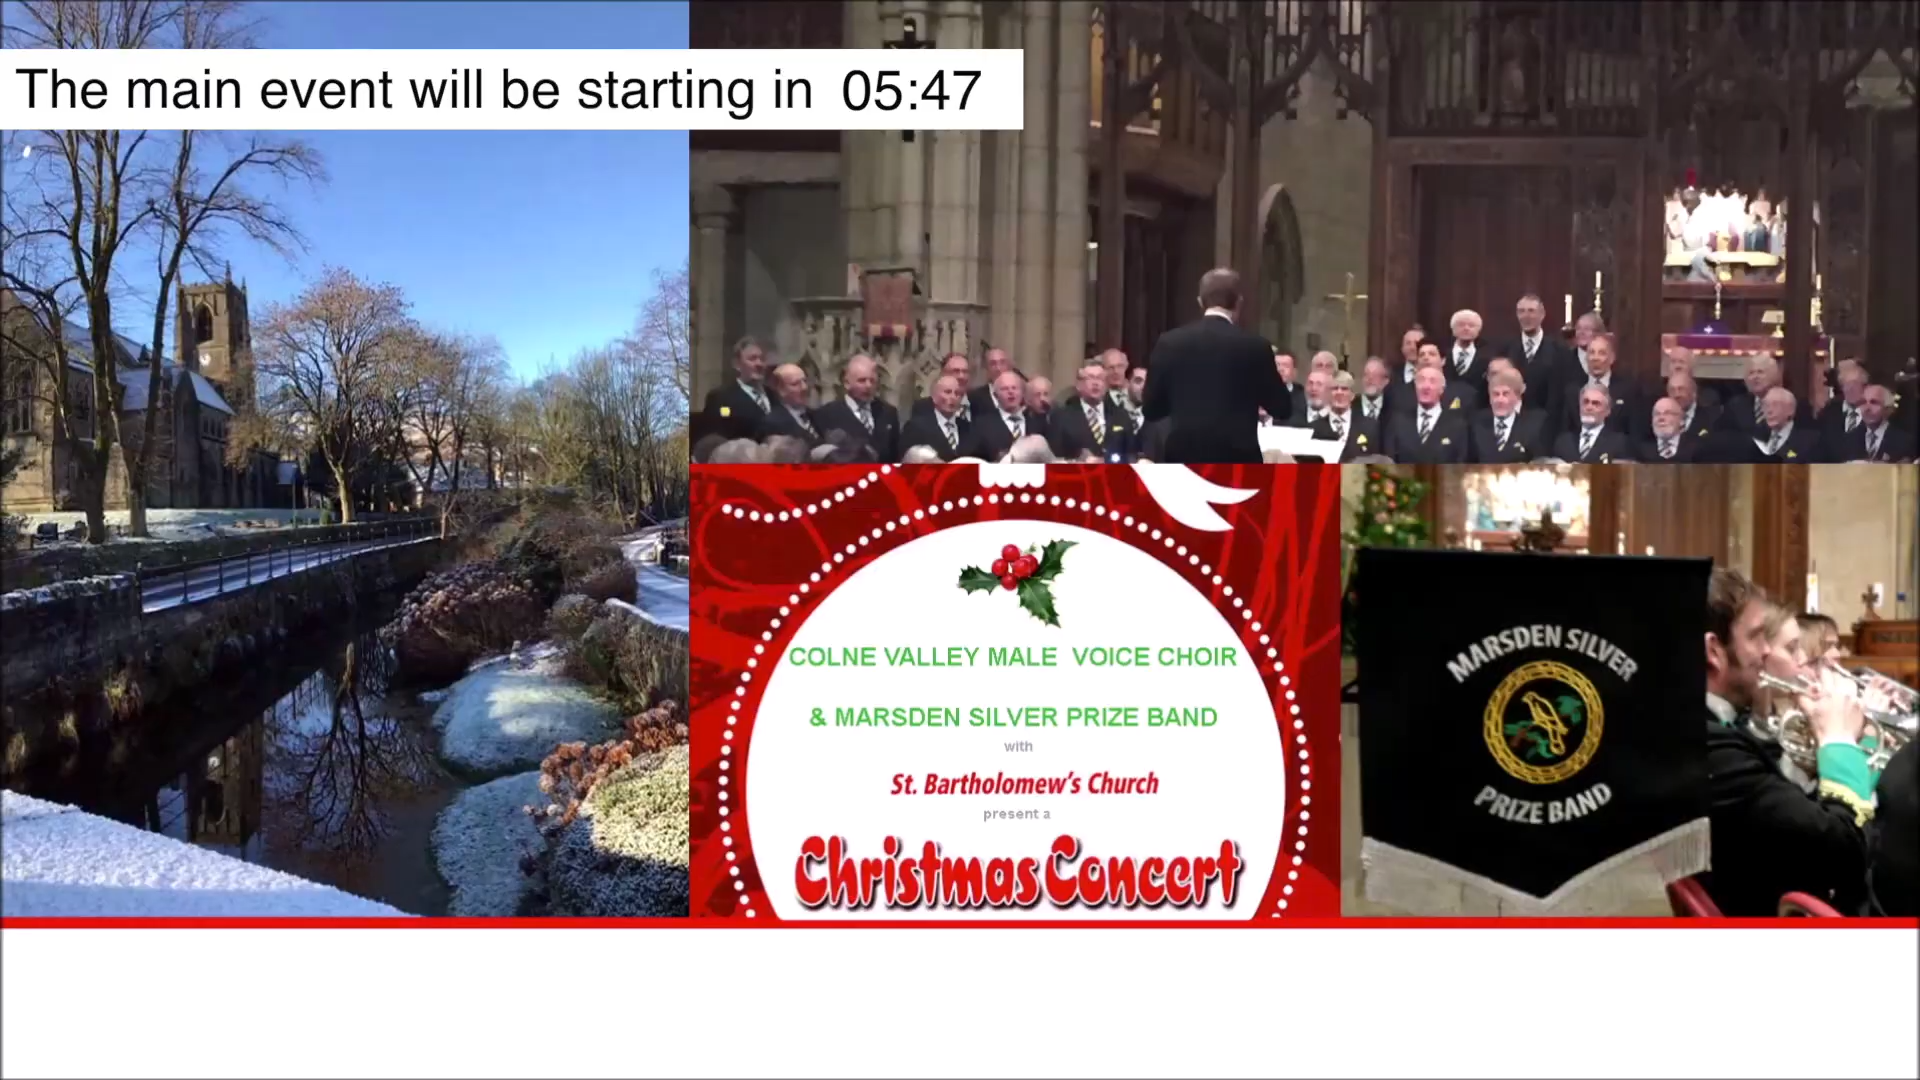 The main event will be starting in 05:47
COLNE VALLEY MALE VOICE CHOIR
& MARSDEN SILVER PRIZE BAND
with
St. Bartholomew's Church
present a
Christmas Concert
MARSDEN SILVER
PRIZE BAND